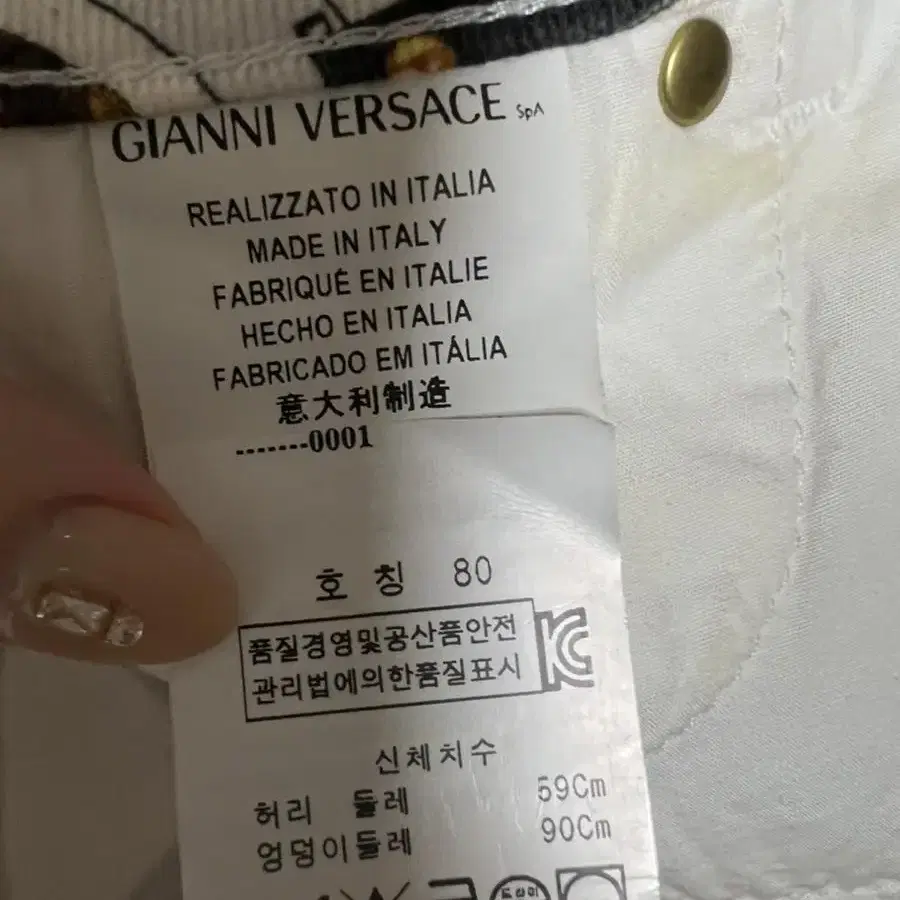 GIANNI VERSACE SpA
REALIZZATO IN ITALIA
MADE IN ITALY
FABRIQUÉ EN ITALIE
HECHO EN ITALIA
FABRICADO EM ITÁLIA
意大利制造
-------0001
호 칭 80
품질경영및공산품안전
관리법에의한품질표시
신체치수
허리 둘레 59Cm
엉덩이둘레 90Cm
드라이